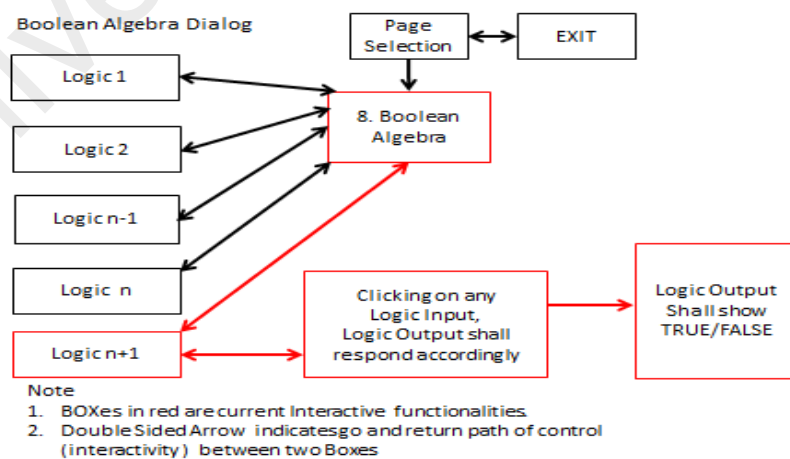 Boolean Algebra Dialog
Page
Selection
EXIT
Logic 1
Logic 2
Logic n-1
Logic n
Logic n+1
8. Boolean
Algebra
Clicking on any
Logic Input,
Logic Output shall
respond accordingly
Logic Output
Shall show
TRUE/FALSE
Note
1. BOXes in red are current Interactive functionalities.
2. Double Sided Arrow indicatesgo and return path of control
(interactivity) between two Boxes